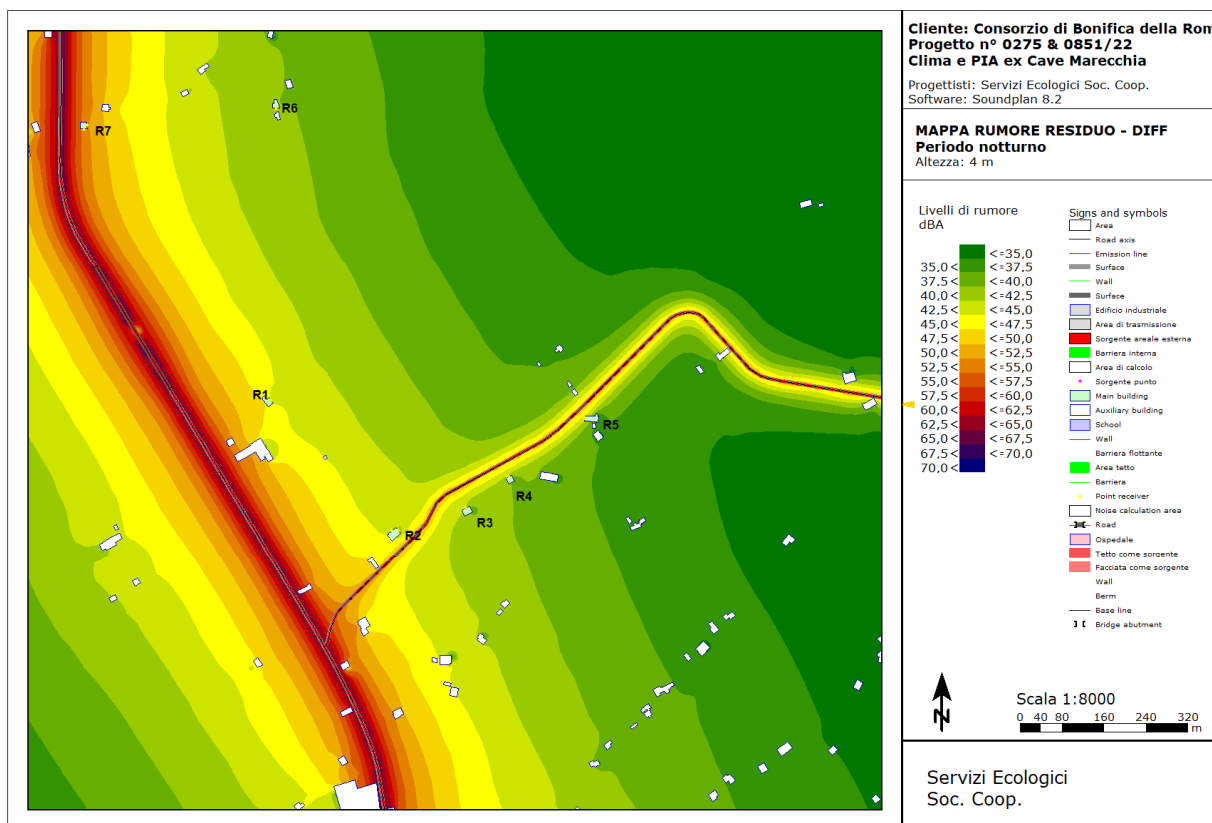 Cliente: Consorzio di Bonifica della Rom
Progetto n° 0275 & 0851/22
Clima e PIA ex Cave Marecchia
Progettisti: Servizi Ecologici Soc. Coop.
Software: Soundplan 8.2
MAPPA RUMORE RESIDUO - DIFF
Periodo notturno
Altezza: 4 m
Livelli di rumore
dBA
<=35,0
35,0< <=37,5
37,5< <=40,0
40,0< <=42,5
42,5< <=45,0
45,0< <=47,5
47,5< <=50,0
50,0< <=52,5
52,5< <=55,0
55,0< <=57,5
57,5< <=60,0
60,0< <=62,5
62,5< <=65,0
65,0< <=67,5
67,5< <=70,0
70,0<
Signs and symbols
Area
Road axis
Emission line
Surface
Wall
Surface
Edificio industriale
Area di trasmissione
Sorgente areale esterna
Barriera interna
Area di calcolo
Sorgente punto
Main building
Auxiliary building
School
Wall
Barriera flottante
Area tetto
Barriera
Point receiver
Noise calculation area
Road
Ospedale
Tetto come sorgente
Facciata come sorgente
Wall
Berm
Base line
Bridge abutment
N
Scala 1:8000
0 40 80 160 240 320
m
Servizi Ecologici
Soc. Coop.
R6
R7
R1
R5
R4
R3
R2